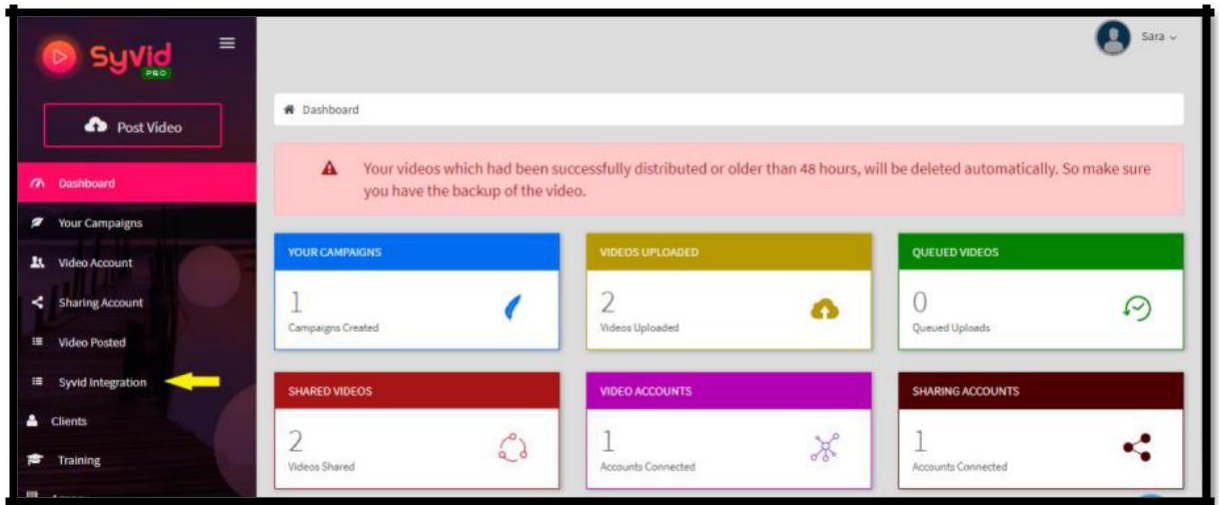 Syvid
PRO
Post Video
Dashboard
Your Campaigns
Video Account
Sharing Account
Video Posted
Syvid Integration
Clients
Training
Sara
Dashboard
Your videos which had been successfully distributed or older than 48 hours, will be deleted automatically. So make sure
you have the backup of the video.
YOUR CAMPAIGNS
1
Campaigns Created
VIDEOS UPLOADED
2
Videos Uploaded
QUEUED VIDEOS
0
Queued Uploads
SHARED VIDEOS
2
Videos Shared
VIDEO ACCOUNTS
1
Accounts Connected
SHARING ACCOUNTS
1
Accounts Connected